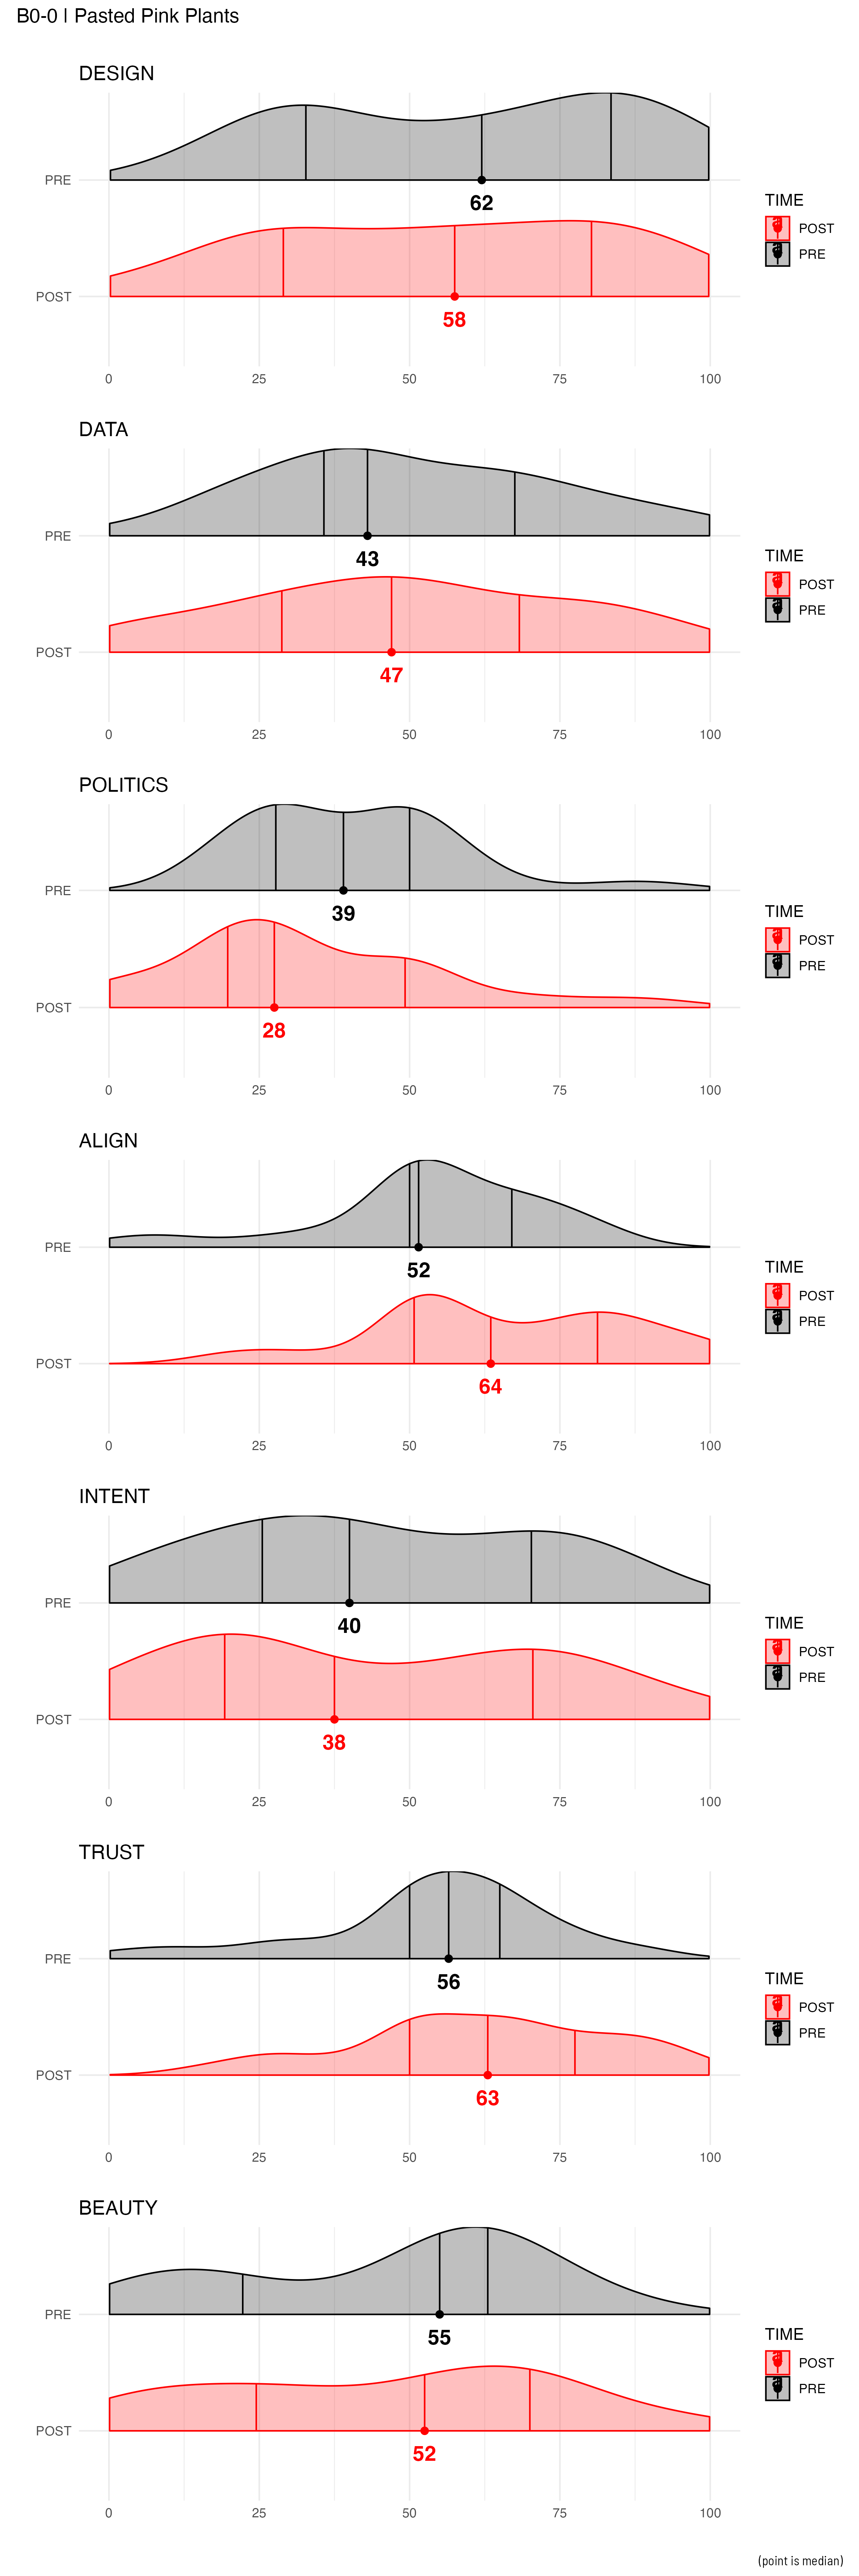 B0-0 | Pasted Pink Plants
DESIGN
PRE
62
POST
58
0 25 50 75 100
TIME
POST
PRE
DATA
PRE
43
POST
47
0 25 50 75 100
TIME
POST
PRE
POLITICS
PRE
39
POST
28
0 25 50 75 100
TIME
POST
PRE
ALIGN
PRE
52
POST
64
0 25 50 75 100
TIME
POST
PRE
INTENT
PRE
40
POST
38
0 25 50 75 100
TIME
POST
PRE
TRUST
PRE
56
POST
63
0 25 50 75 100
TIME
POST
PRE
BEAUTY
PRE
55
POST
52
0 25 50 75 100
TIME
POST
PRE
(point is median)